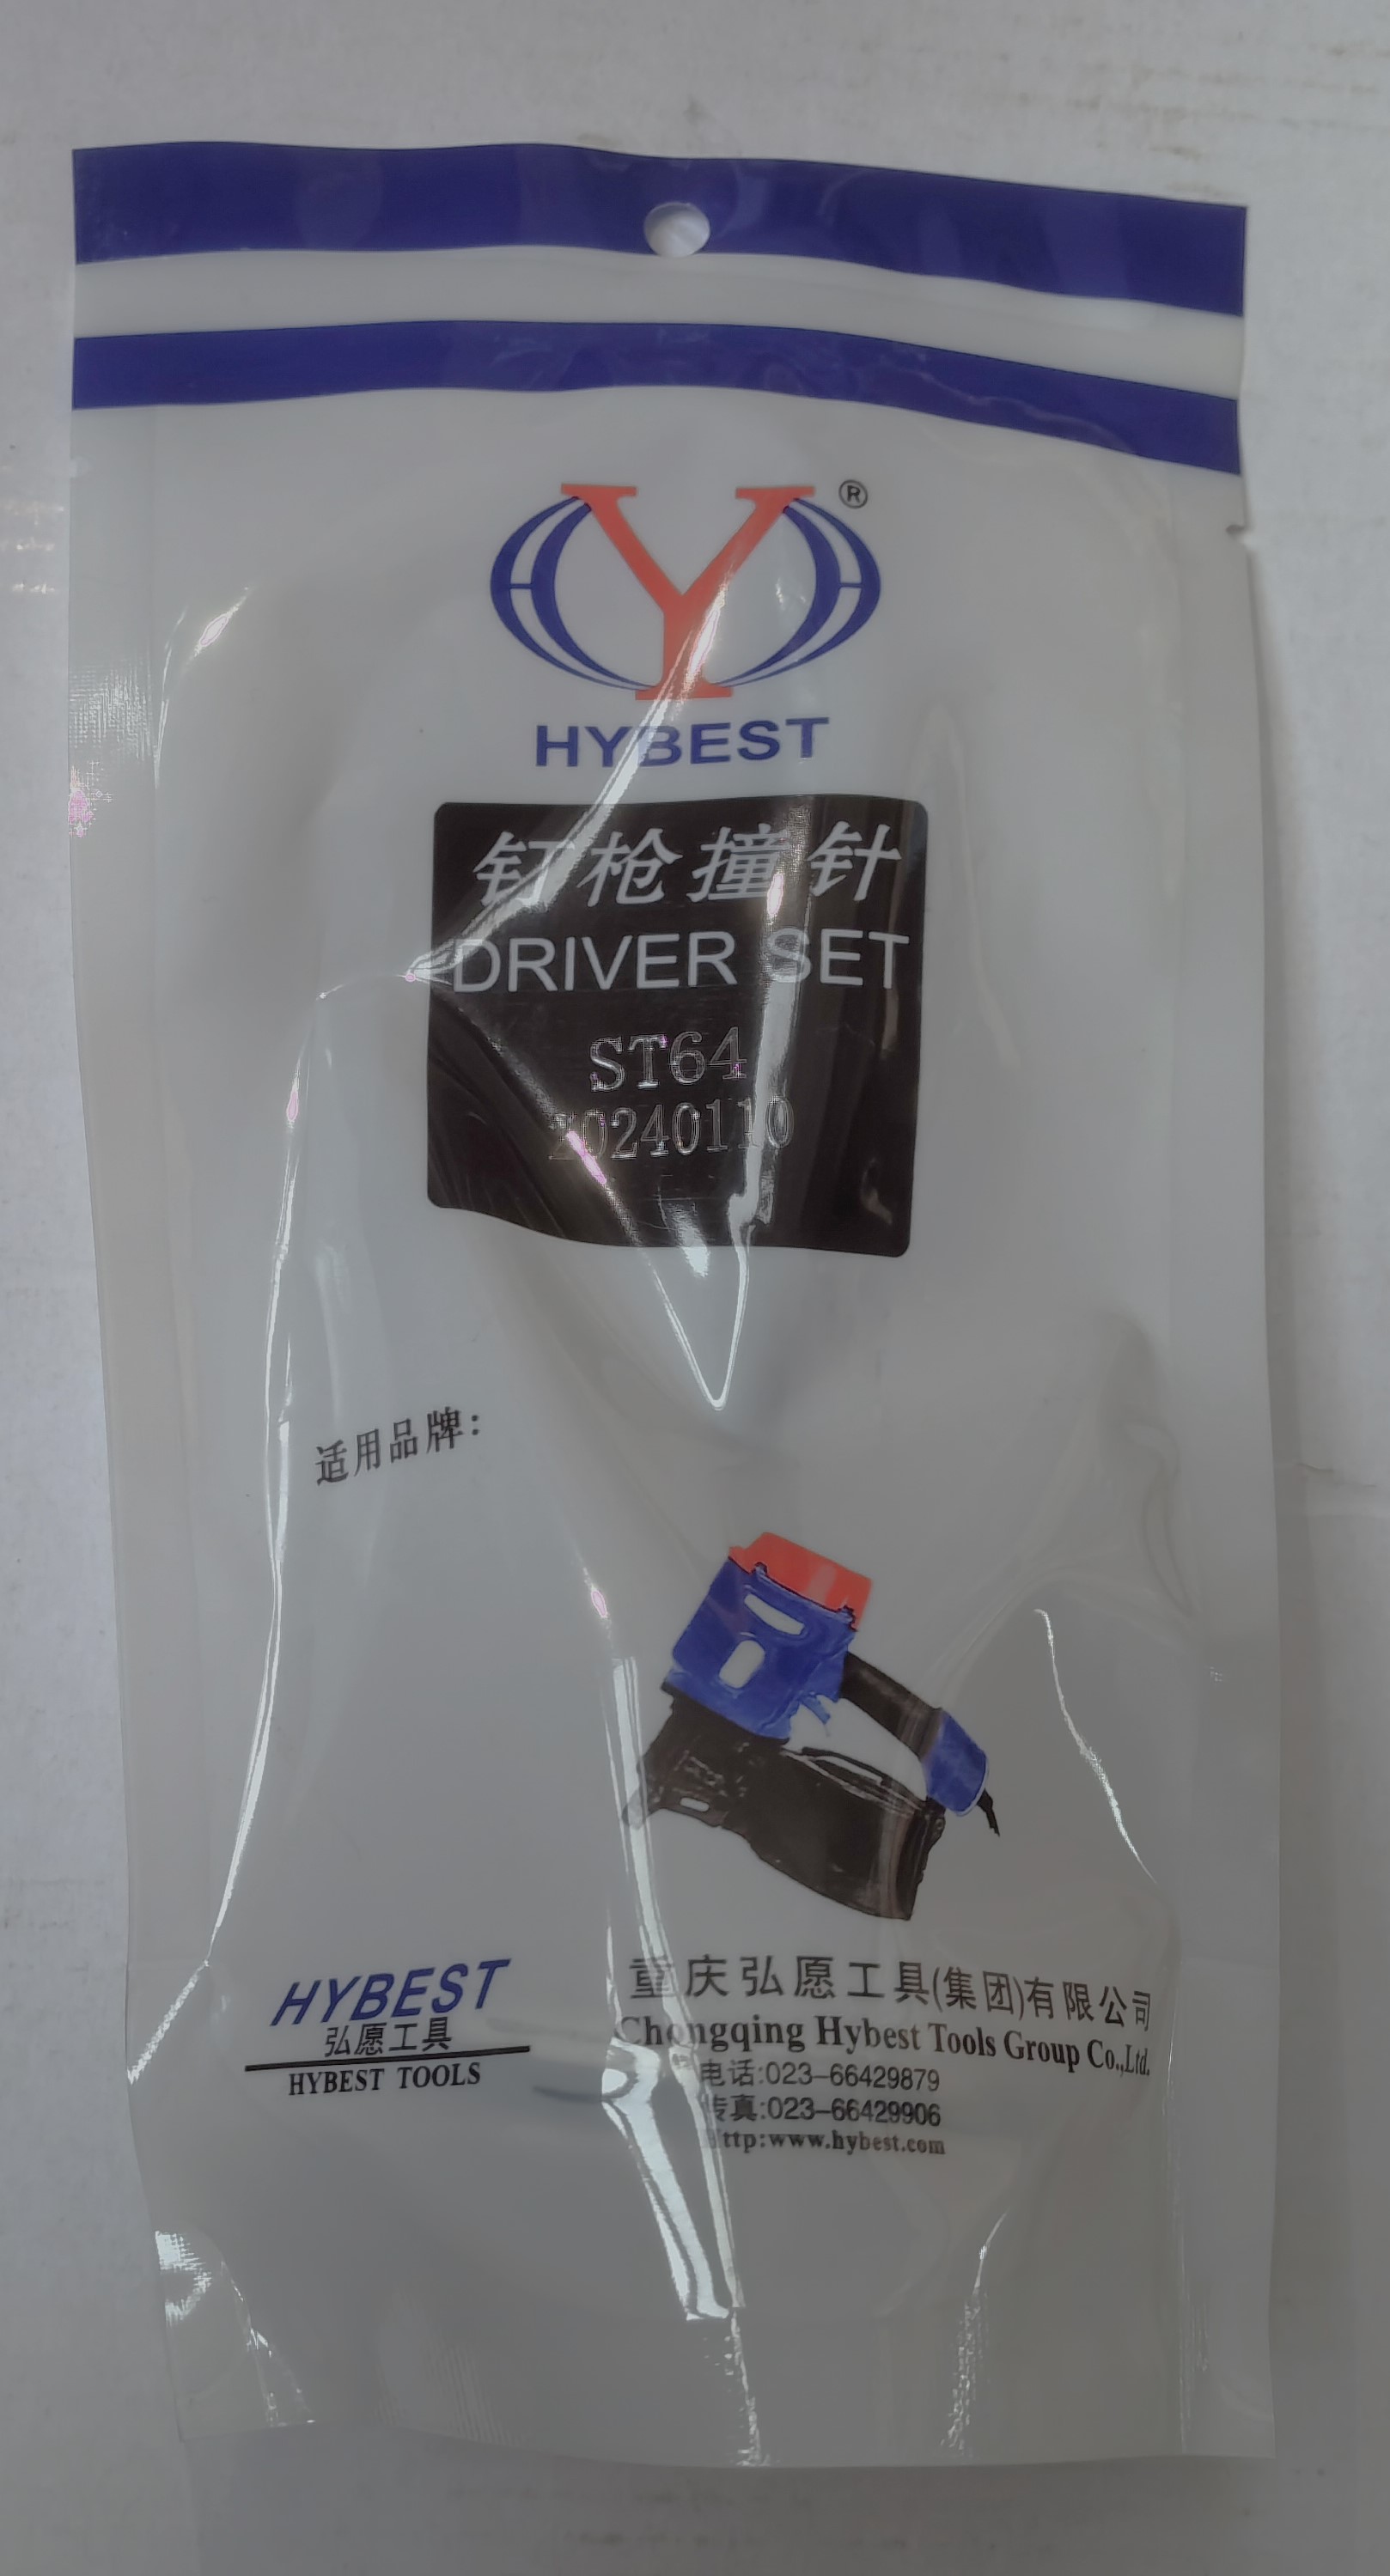 Y®
HYBEST
钉枪撞针
DRIVER SET
ST64
20240110
适用品牌:
HYBEST
弘愿工具
HYBEST TOOLS
重庆弘愿工具(集团)有限公司
Chongqing Hybest Tools Group Co.,Ltd.
电话:023-66429879
传真:023-66429906
Http:www.hybest.com